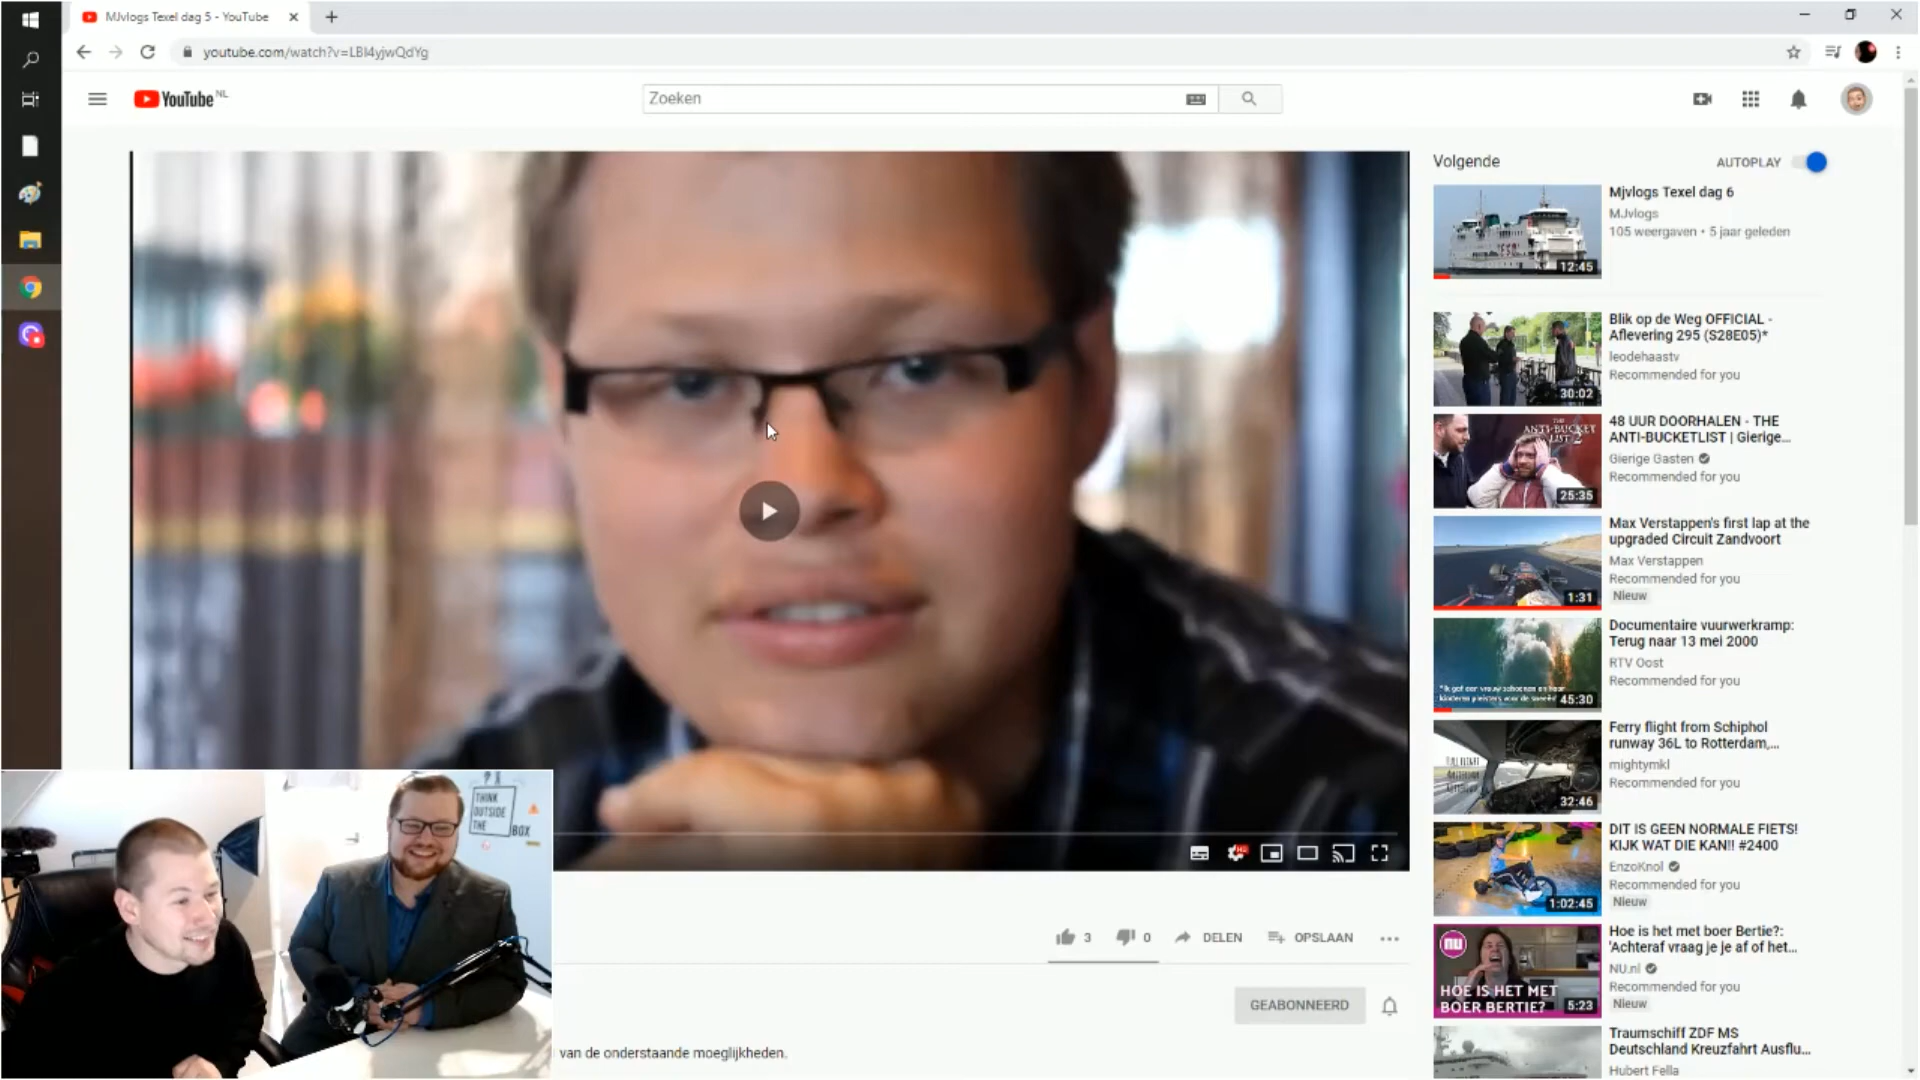 MJvlogs Texel dag 5 - YouTube
youtube.com/watch?v=LBl4yjwQdYg
YouTube NL
Zoeken
Volgende
AUTOPLAY
Mjvlogs Texel dag 6
MJvlogs
105 weergaven • 5 jaar geleden
12:45
Blik op de Weg OFFICIAL -
Aflevering 295 (S28E05)*
leodehaastv
Recommended for you
30:02
THE
ANTI-BUCKET
LIST 2
48 UUR DOORHALEN - THE
ANTI-BUCKETLIST | Gierige...
Gierige Gasten
Recommended for you
25:35
Max Verstappen's first lap at the
upgraded Circuit Zandvoort
Max Verstappen
Recommended for you
Nieuw
1:31
Documentaire vuurwerkramp:
Terug naar 13 mei 2000
RTV Oost
Recommended for you
45:30
Ferry flight from Schiphol
runway 36L to Rotterdam,...
mightymkl
Recommended for you
32:46
DIT IS GEEN NORMALE FIETS!
KIJK WAT DIE KAN!! #2400
EnzoKnol
Recommended for you
Nieuw
1:02:45
Hoe is het met boer Bertie?:
'Achteraf vraag je je af of het...
NU.nl
Recommended for you
Nieuw
nu
HOE IS HET MET
BOER BERTIE?
5:23
Traumschiff ZDF MS
Deutschland Kreuzfahrt Ausflu...
Hubert Fella
THINK
OUTSIDE
THE BOX
HD
3
0
DELEN
OPSLAAN
GEABONNEERD
van de onderstaande moeglijkheden.